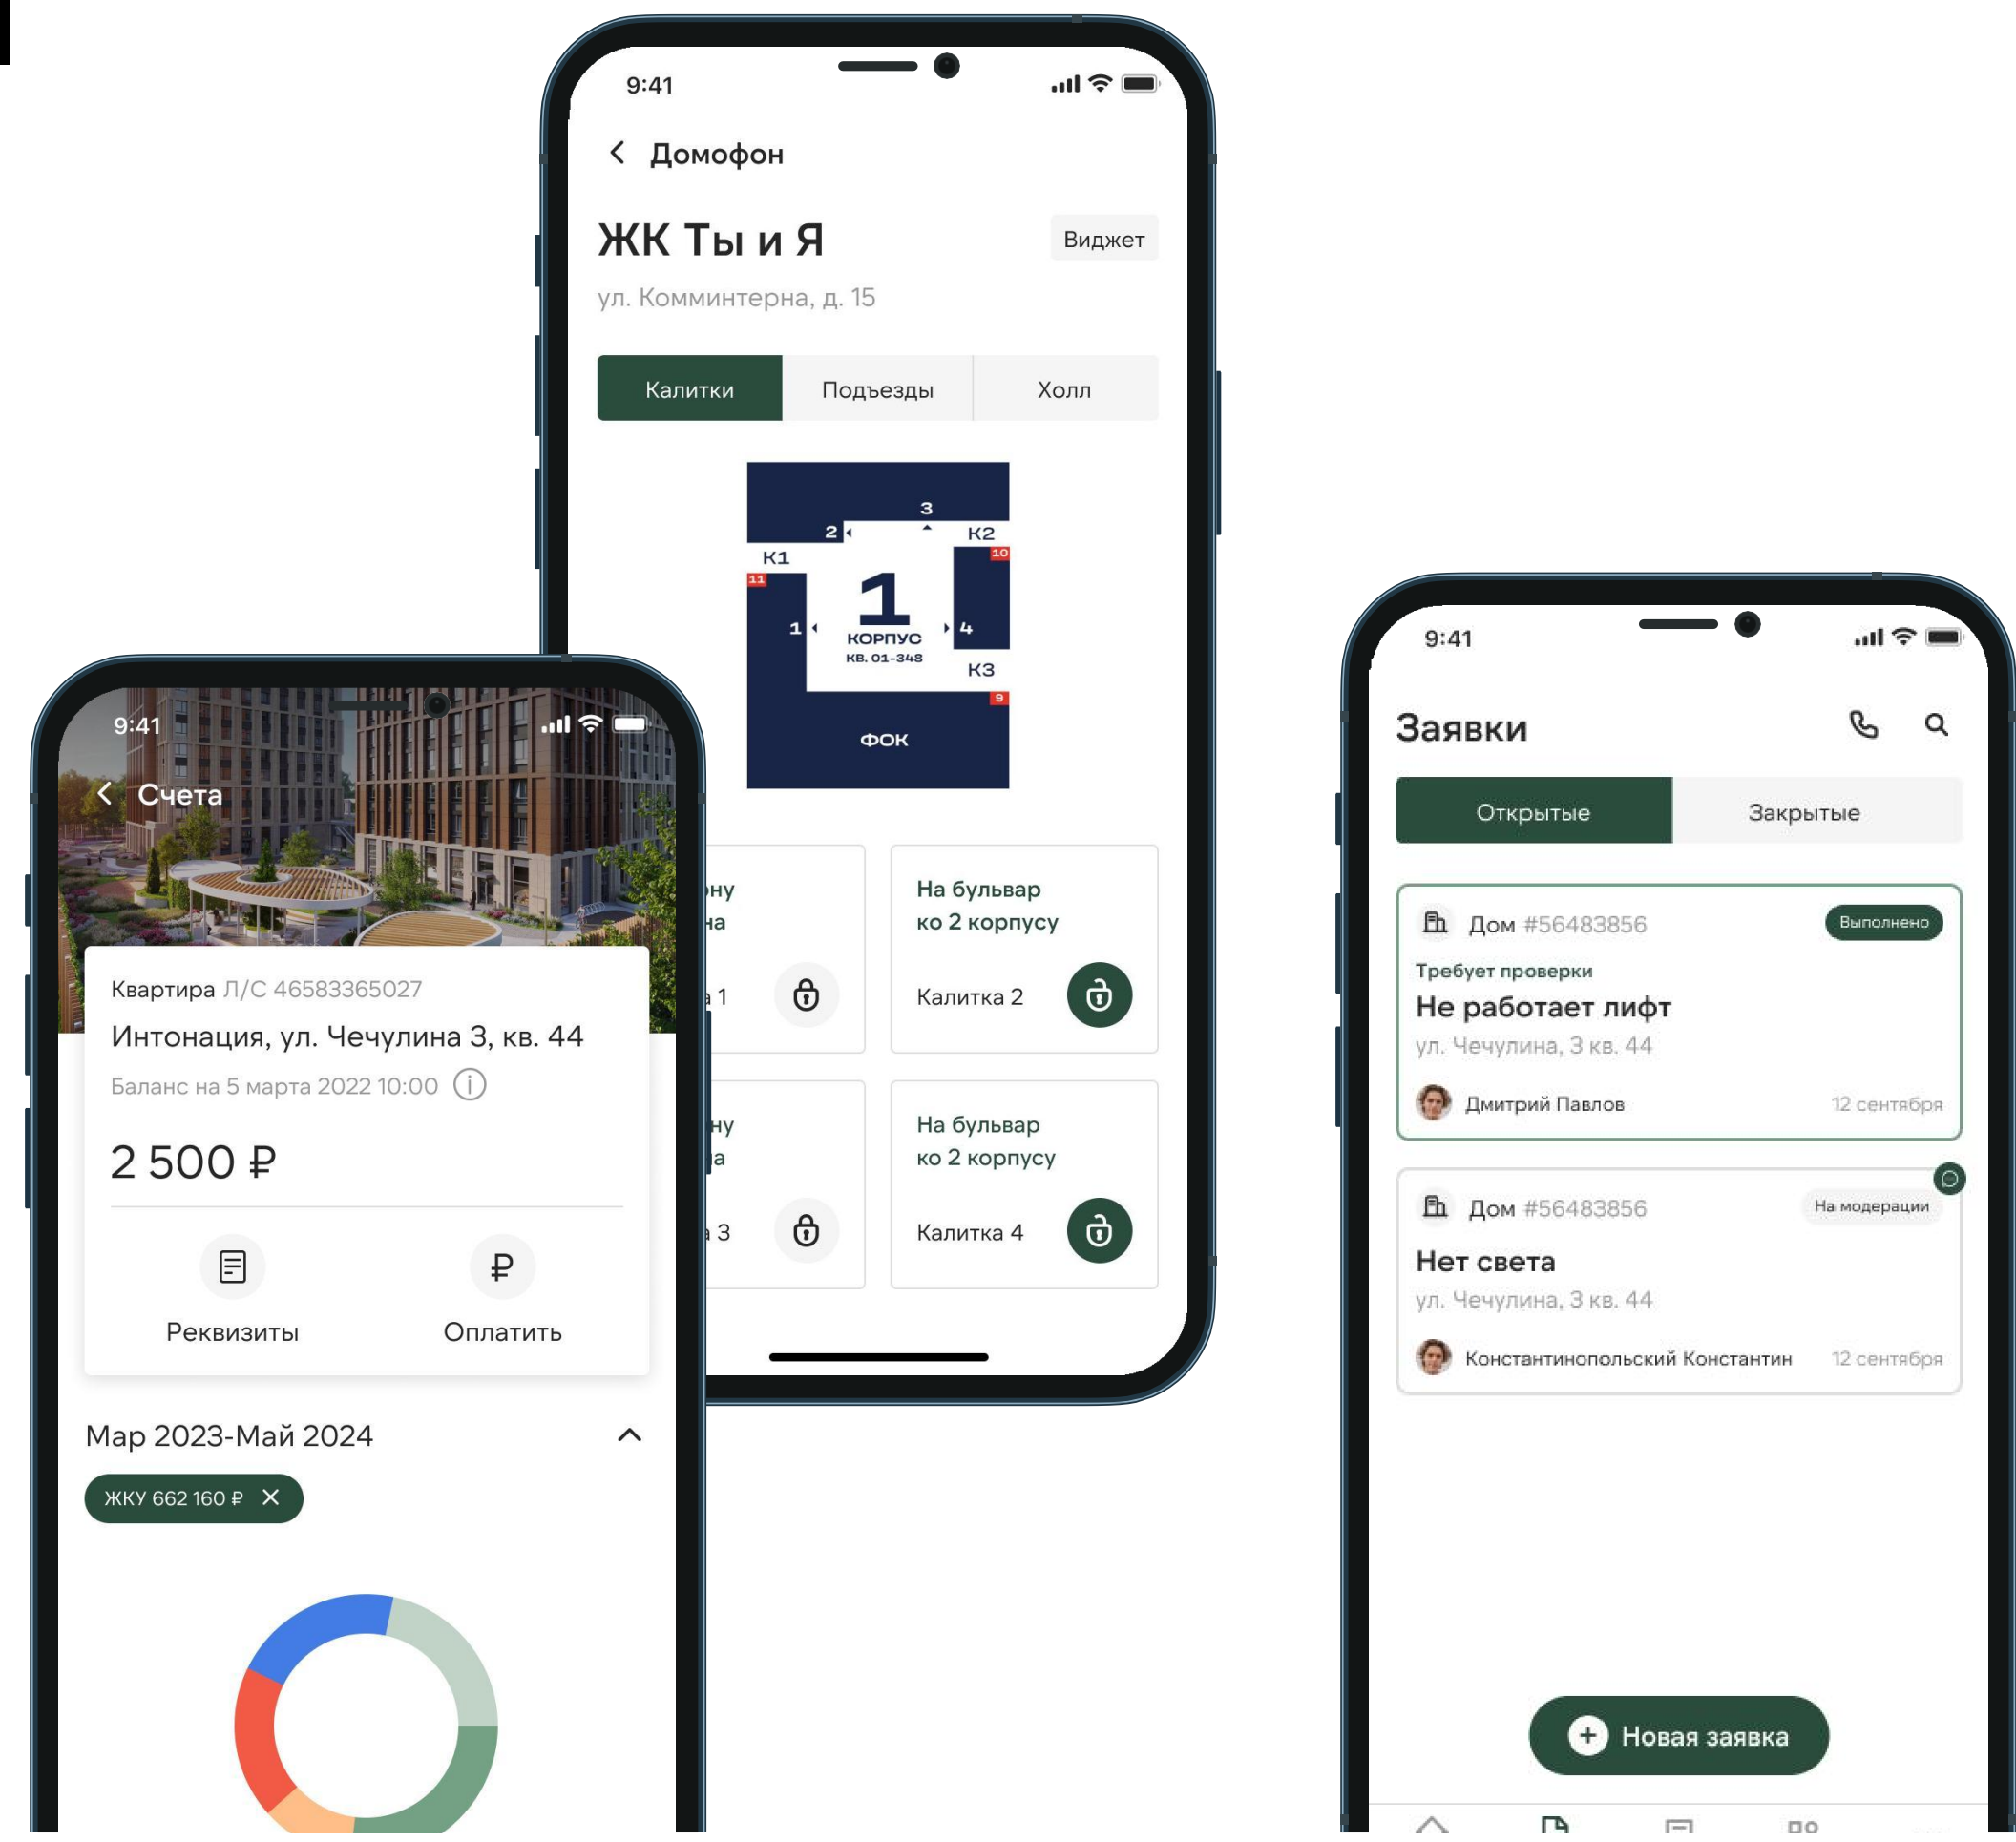 9:41
Домофон
ЖК Ты и Я
Виджет
ул. Комминтерна, д. 15
Калитки
Подъезды
Холл
3
2
К2
К1
10
11
1
1
4
КОРПУС
КВ. 01-348
К3
9
ФОК
На бульвар
ко 2 корпусу
1
Калитка 2
На бульвар
ко 2 корпусу
3
Калитка 4
9:41
Счета
Квартира Л/С 46583365027
Интонация, ул. Чечулина 3, кв. 44
Баланс на 5 марта 2022 10:00
2 500 ₽
₽
Реквизиты
Оплатить
Мар 2023-Май 2024
ЖКУ 662 160 ₽
9:41
Заявки
Открытые
Закрытые
Дом #56483856
Выполнено
Требует проверки
Не работает лифт
ул. Чечулина, 3 кв. 44
Дмитрий Павлов
12 сентября
Дом #56483856
На модерации
Нет света
ул. Чечулина, 3 кв. 44
Константинопольский Константин
12 сентября
Новая заявка